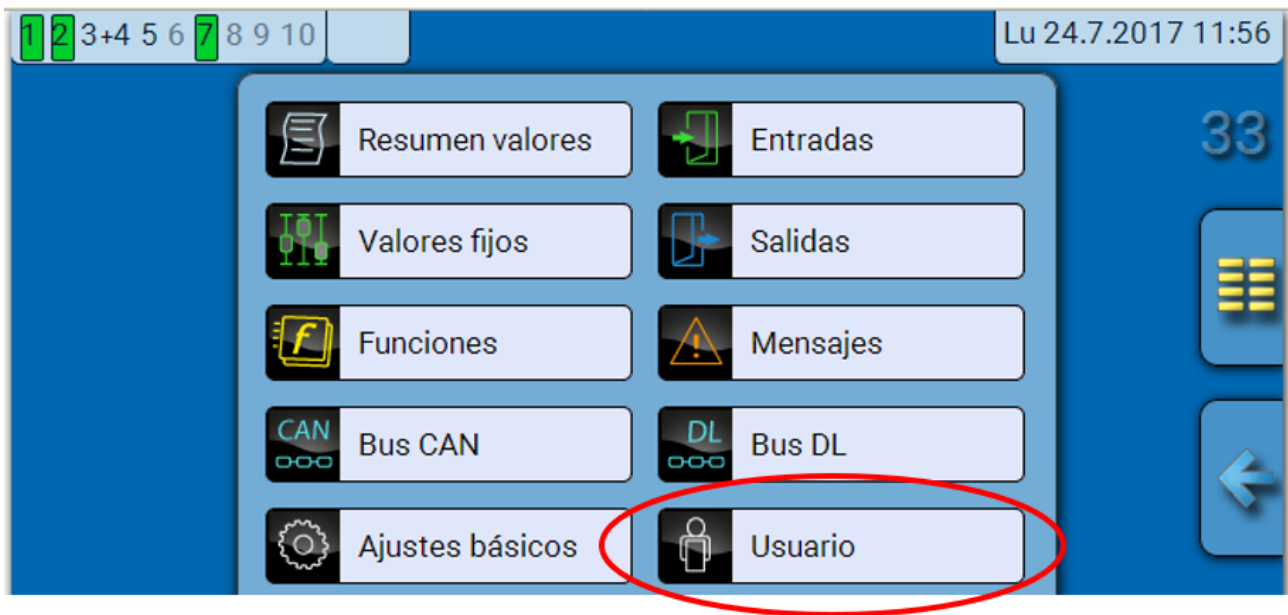 1 2 3+4 5 6 7 8 9 10
Lu 24.7.2017 11:56
33
Resumen valores
Entradas
Valores fijos
Salidas
f Funciones
Mensajes
CAN Bus CAN
DL Bus DL
Ajustes básicos
Usuario